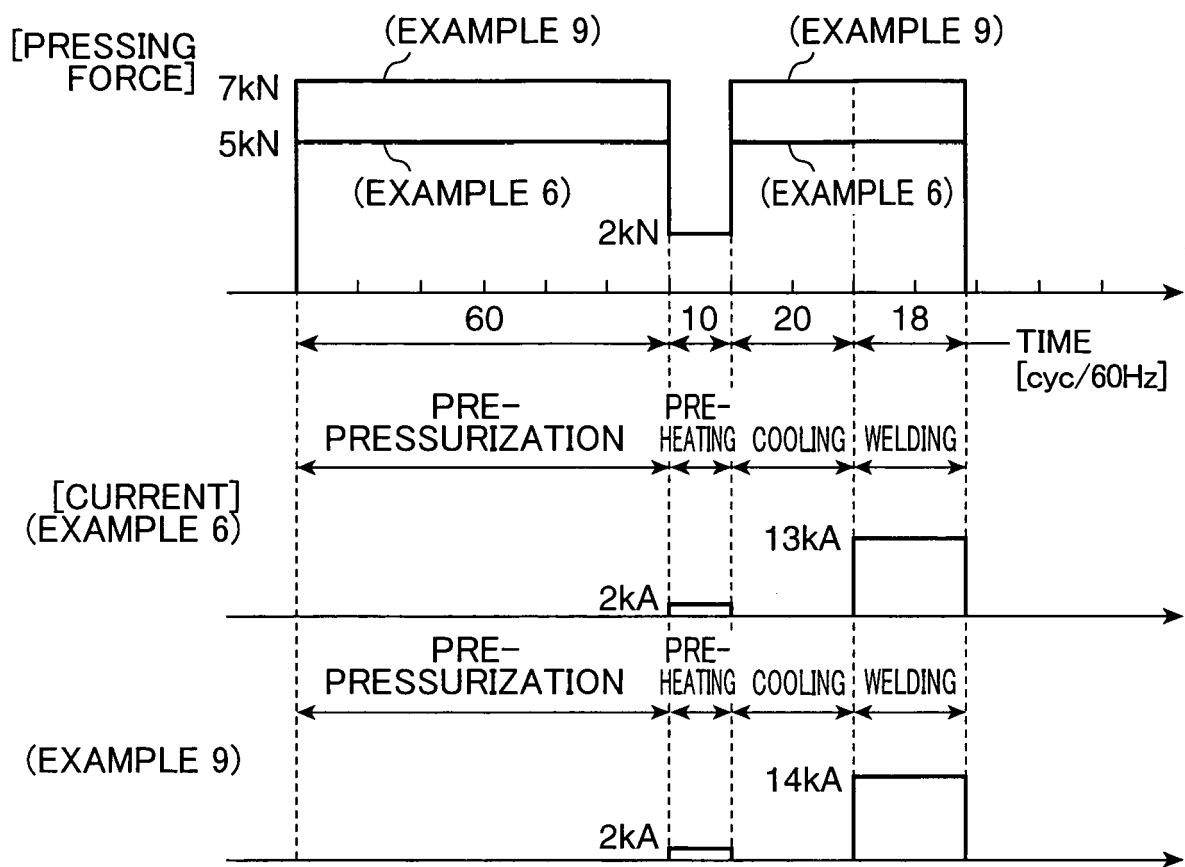 [PRESSING
FORCE]
(EXAMPLE 9)
(EXAMPLE 9)
7kN
5kN
(EXAMPLE 6)
(EXAMPLE 6)
2kN
60
10
20
18
TIME
[cyc/60Hz]
PRE-
PRESSURIZATION
PRE-
HEATING
COOLING
WELDING
[CURRENT]
(EXAMPLE 6)
13kA
2kA
PRE-
PRESSURIZATION
PRE-
HEATING
COOLING
WELDING
(EXAMPLE 9)
14kA
2kA